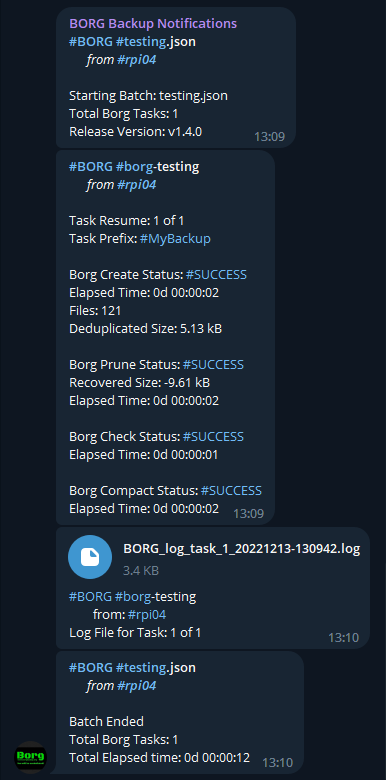 BORG Backup Notifications
#BORG #testing.json
from #rpi04
Starting Batch: testing.json
Total Borg Tasks: 1
Release Version: v1.4.0
13:09
#BORG #borg-testing
from #rpi04
Task Resume: 1 of 1
Task Prefix: #MyBackup
Borg Create Status: #SUCCESS
Elapsed Time: 0d 00:00:02
Files: 121
Deduplicated Size: 5.13 kB
Borg Prune Status: #SUCCESS
Recovered Size: -9.61 kB
Elapsed Time: 0d 00:00:02
Borg Check Status: #SUCCESS
Elapsed Time: 0d 00:00:01
Borg Compact Status: #SUCCESS
Elapsed Time: 0d 00:00:02 13:09
BORG_log_task_1_20221213-130942.log
3.4 KB
#BORG #borg-testing
from: #rpi04
Log File for Task: 1 of 1
13:10
#BORG #testing.json
from #rpi04
Batch Ended
Total Borg Tasks: 1
Total Elapsed time: 0d 00:00:12 13:10
Borg